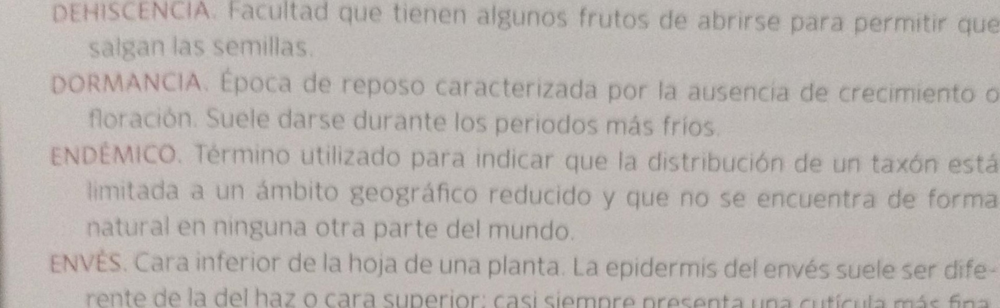 DEHISCENCIA. Facultad que tienen algunos frutos de abrirse para permitir que
salgan las semillas.
DORMANCIA. Época de reposo caracterizada por la ausencia de crecimiento o
floración. Suele darse durante los periodos más fríos.
ENDÉMICO. Término utilizado para indicar que la distribución de un taxón está
limitada a un ámbito geográfico reducido y que no se encuentra de forma
natural en ninguna otra parte del mundo.
ENVÉS. Cara inferior de la hoja de una planta. La epidermis del envés suele ser dife-
rente de la del haz o cara superior; casi siempre presenta una cutícula más fina